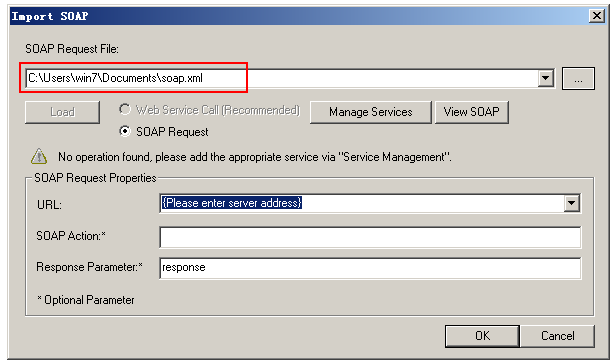 Import SOAP
SOAP Request File:
C:\Users\win7\Documents\soap.xml
...
Load
Web Service Call (Recommended)
Manage Services
View SOAP
SOAP Request
No operation found, please add the appropriate service via "Service Management".
SOAP Request Properties
URL:
{Please enter server address}
SOAP Action:*
Response Parameter:*
response
* Optional Parameter
OK
Cancel